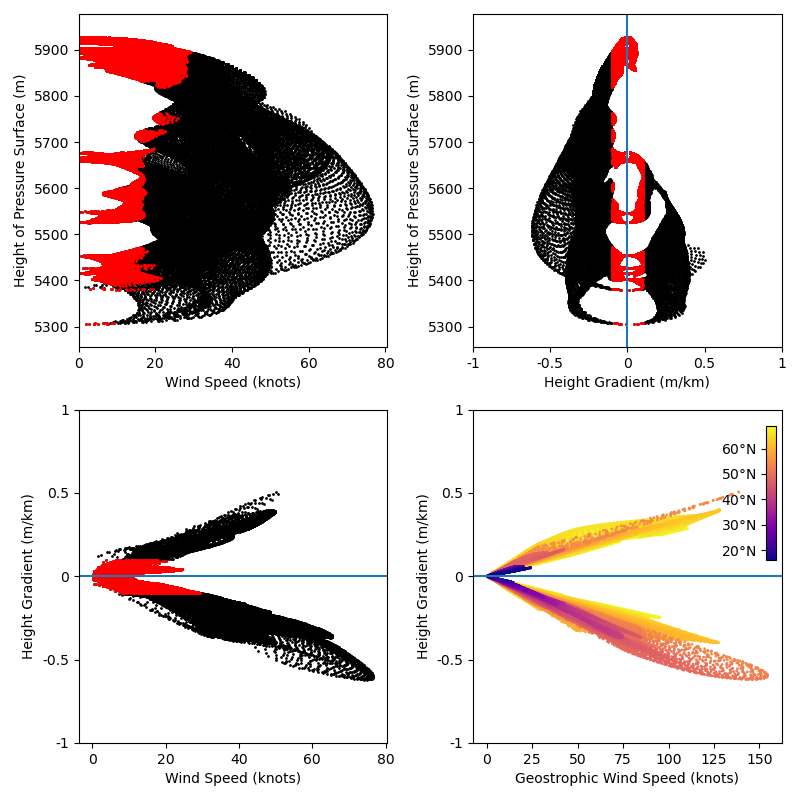 Height of Pressure Surface (m)
5900
5800
5700
5600
5500
5400
5300
0 20 40 60 80
Wind Speed (knots)
Height of Pressure Surface (m)
5900
5800
5700
5600
5500
5400
5300
-1 -0.5 0 0.5 1
Height Gradient (m/km)
Height Gradient (m/km)
1
0.5
0
-0.5
-1
0 20 40 60 80
Wind Speed (knots)
Height Gradient (m/km)
1
0.5
0
-0.5
-1
60°N
50°N
40°N
30°N
20°N
0 25 50 75 100 125 150
Geostrophic Wind Speed (knots)